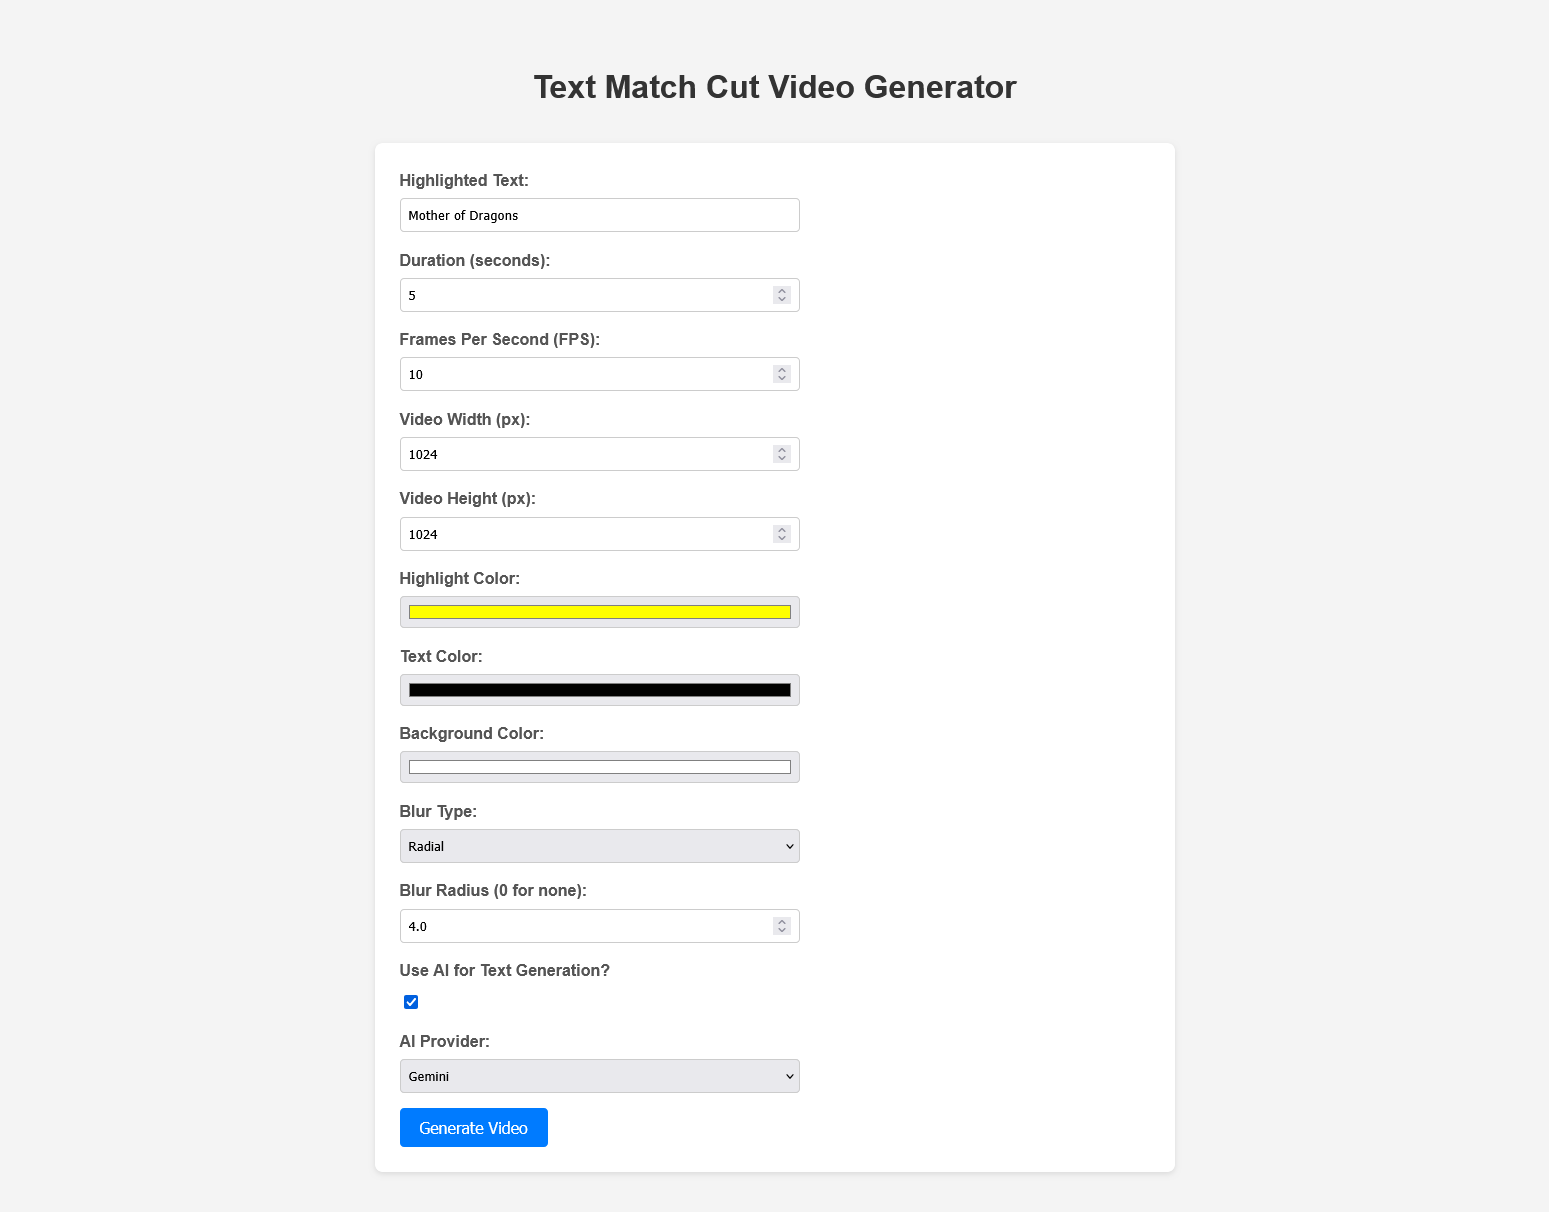 Text Match Cut Video Generator
Highlighted Text:
Mother of Dragons
Duration (seconds):
5
Frames Per Second (FPS):
10
Video Width (px):
1024
Video Height (px):
1024
Highlight Color:
Text Color:
Background Color:
Blur Type:
Radial
Blur Radius (0 for none):
4.0
Use AI for Text Generation?
AI Provider:
Gemini
Generate Video